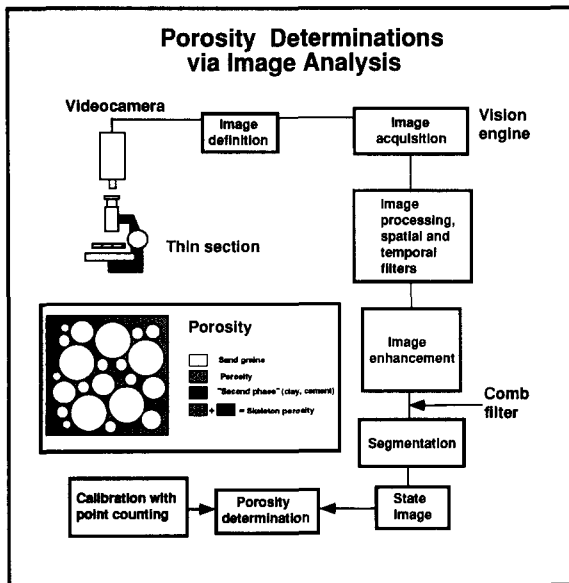 Porosity Determinations
via Image Analysis
Videocamera
Image
definition
Image
acquisition
Vision
engine
Thin section
Image
processing,
spatial and
temporal
filters
Porosity
Sand grains
Porosity
"Second phase" (clay, cement)
+ = Skeleton porosity
Image
enhancement
Comb
filter
Segmentation
Calibration with
point counting
Porosity
determination
State
Image